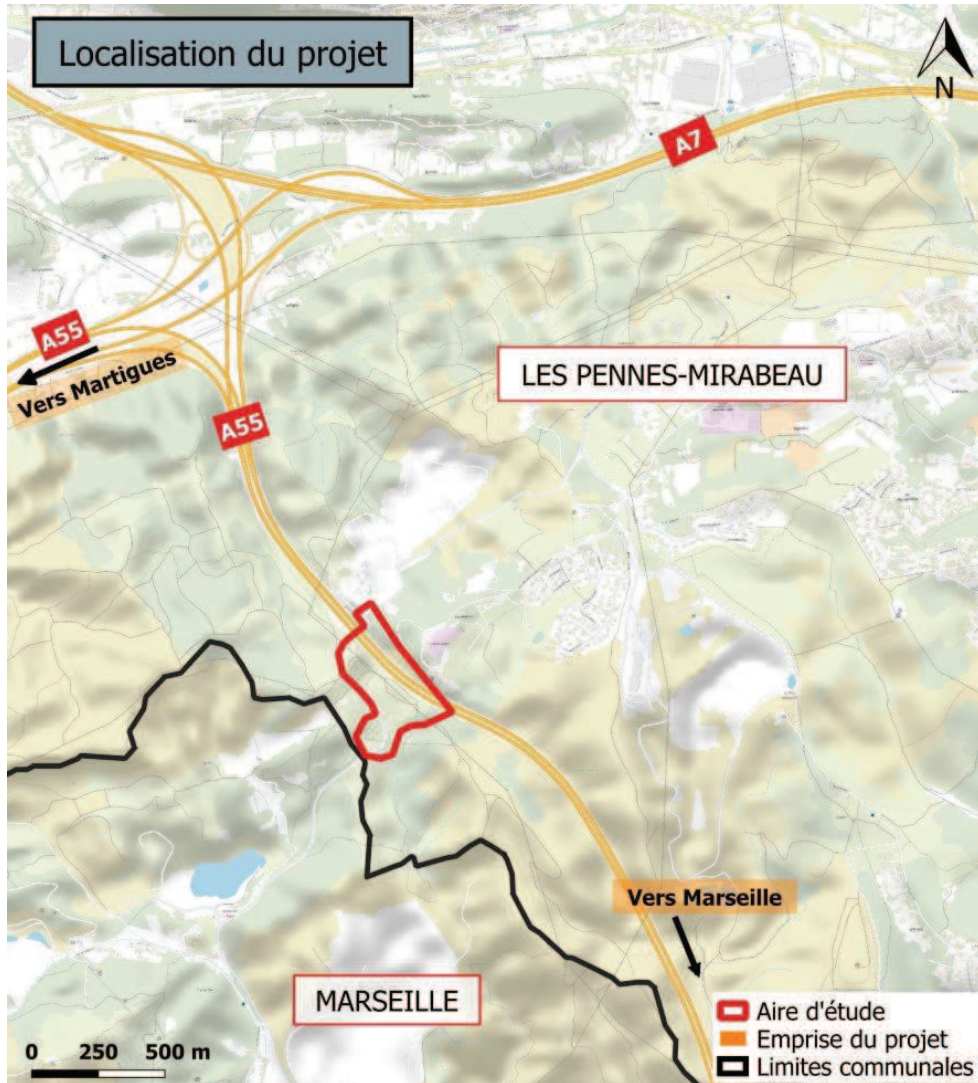 Localisation du projet
N
A7
A55
Vers Martigues
LES PENNES-MIRABEAU
A55
Vers Marseille
MARSEILLE
0 250 500 m
Aire d'étude
Emprise du projet
Limites communales